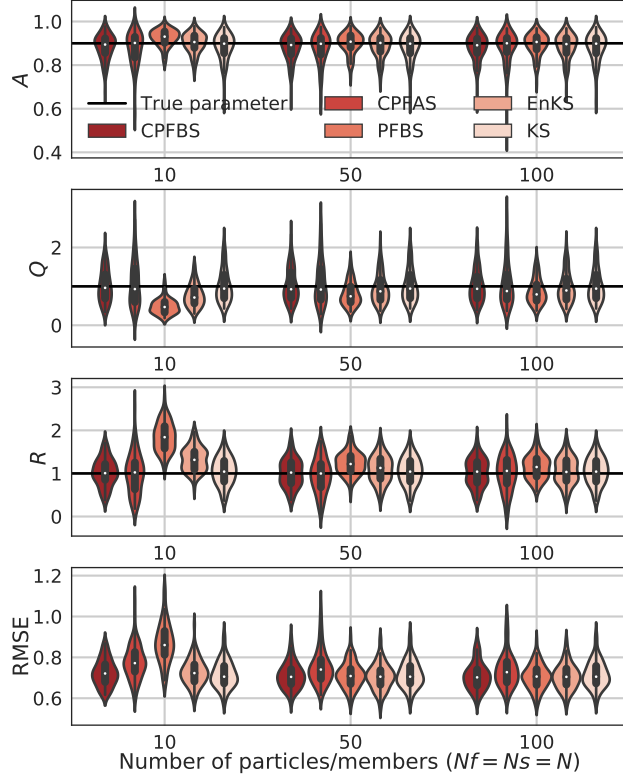 1.0
0.8
0.6
0.4
A
True parameter
CPFAS
EnKS
CPFBS
PFBS
KS
10
50
100
2
0
Q
10
50
100
3
2
1
0
R
10
50
100
1.2
1.0
0.8
0.6
RMSE
10
50
100
Number of particles/members (Nf = Ns = N)